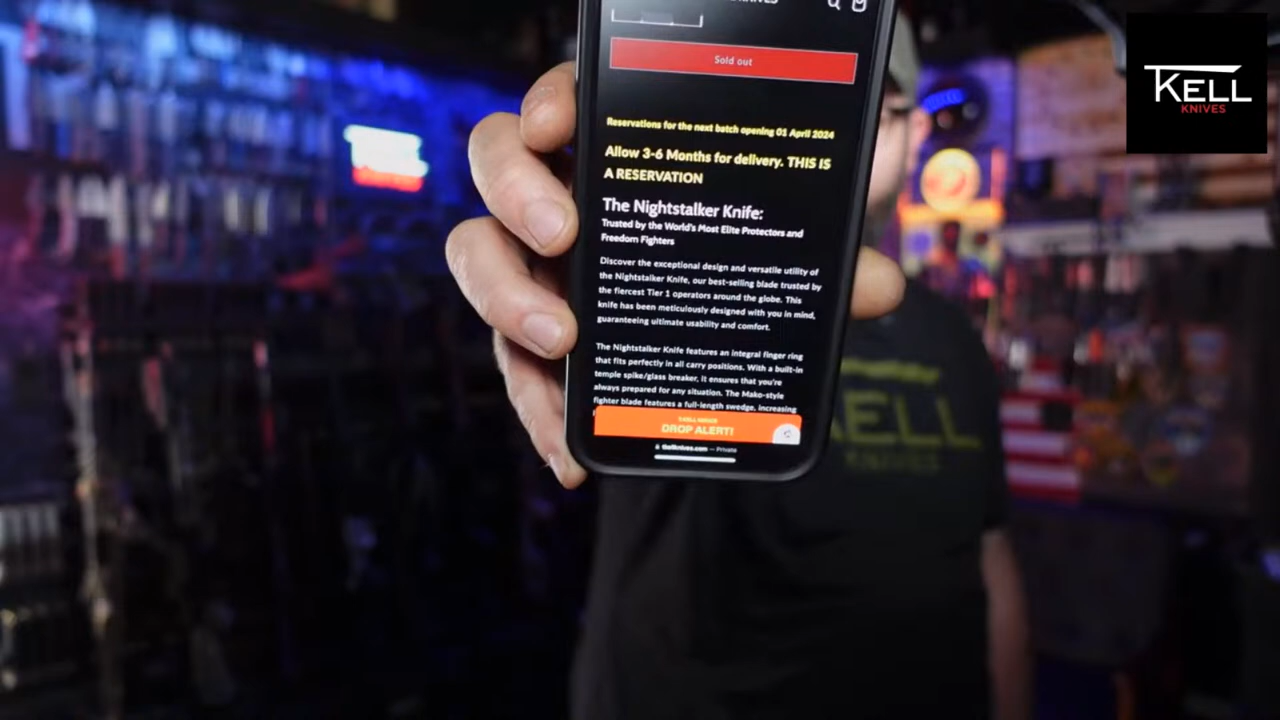 Sold out
Reservations for the next batch opening 01 April 2024
Allow 3-6 Months for delivery. THIS IS
A RESERVATION
The Nightstalker Knife:
Trusted by the World's Most Elite Protectors and
Freedom Fighters
Discover the exceptional design and versatile utility of
the Nightstalker Knife, our best-selling blade trusted by
the fiercest Tier 1 operators around the globe. This
knife has been meticulously designed with you in mind,
guaranteeing ultimate usability and comfort.
The Nightstalker Knife features an integral finger ring
that fits perfectly in all carry positions. With a built-in
temple spike/glass breaker, it ensures that you're
always prepared for any situation. The Mako-style
fighter blade features a full-length swedge, increasing
DROP ALERT!
tkellknives.com — Private
TKELL
KNIVES
KELL
KNIVES